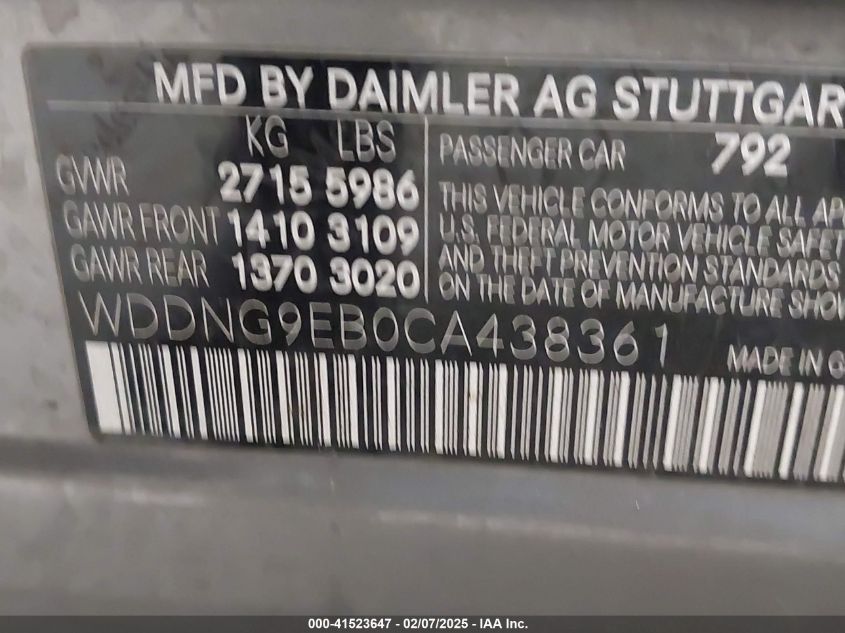 MFD BY DAIMLER AG STUTTGAR
KG LBS
GVWR 2715 5986
GAWR FRONT 1410 3109
GAWR REAR 1370 3020
PASSENGER CAR 792
THIS VEHICLE CONFORMS TO ALL AP
U.S. FEDERAL MOTOR VEHICLE SAFET
AND THEFT PREVENTION STANDARDS
ON THE DATE OF MANUFACTURE
WDDNG9EB0CA438361
MADE IN G
000-41523647 - 02/07/2025 - IAA Inc.